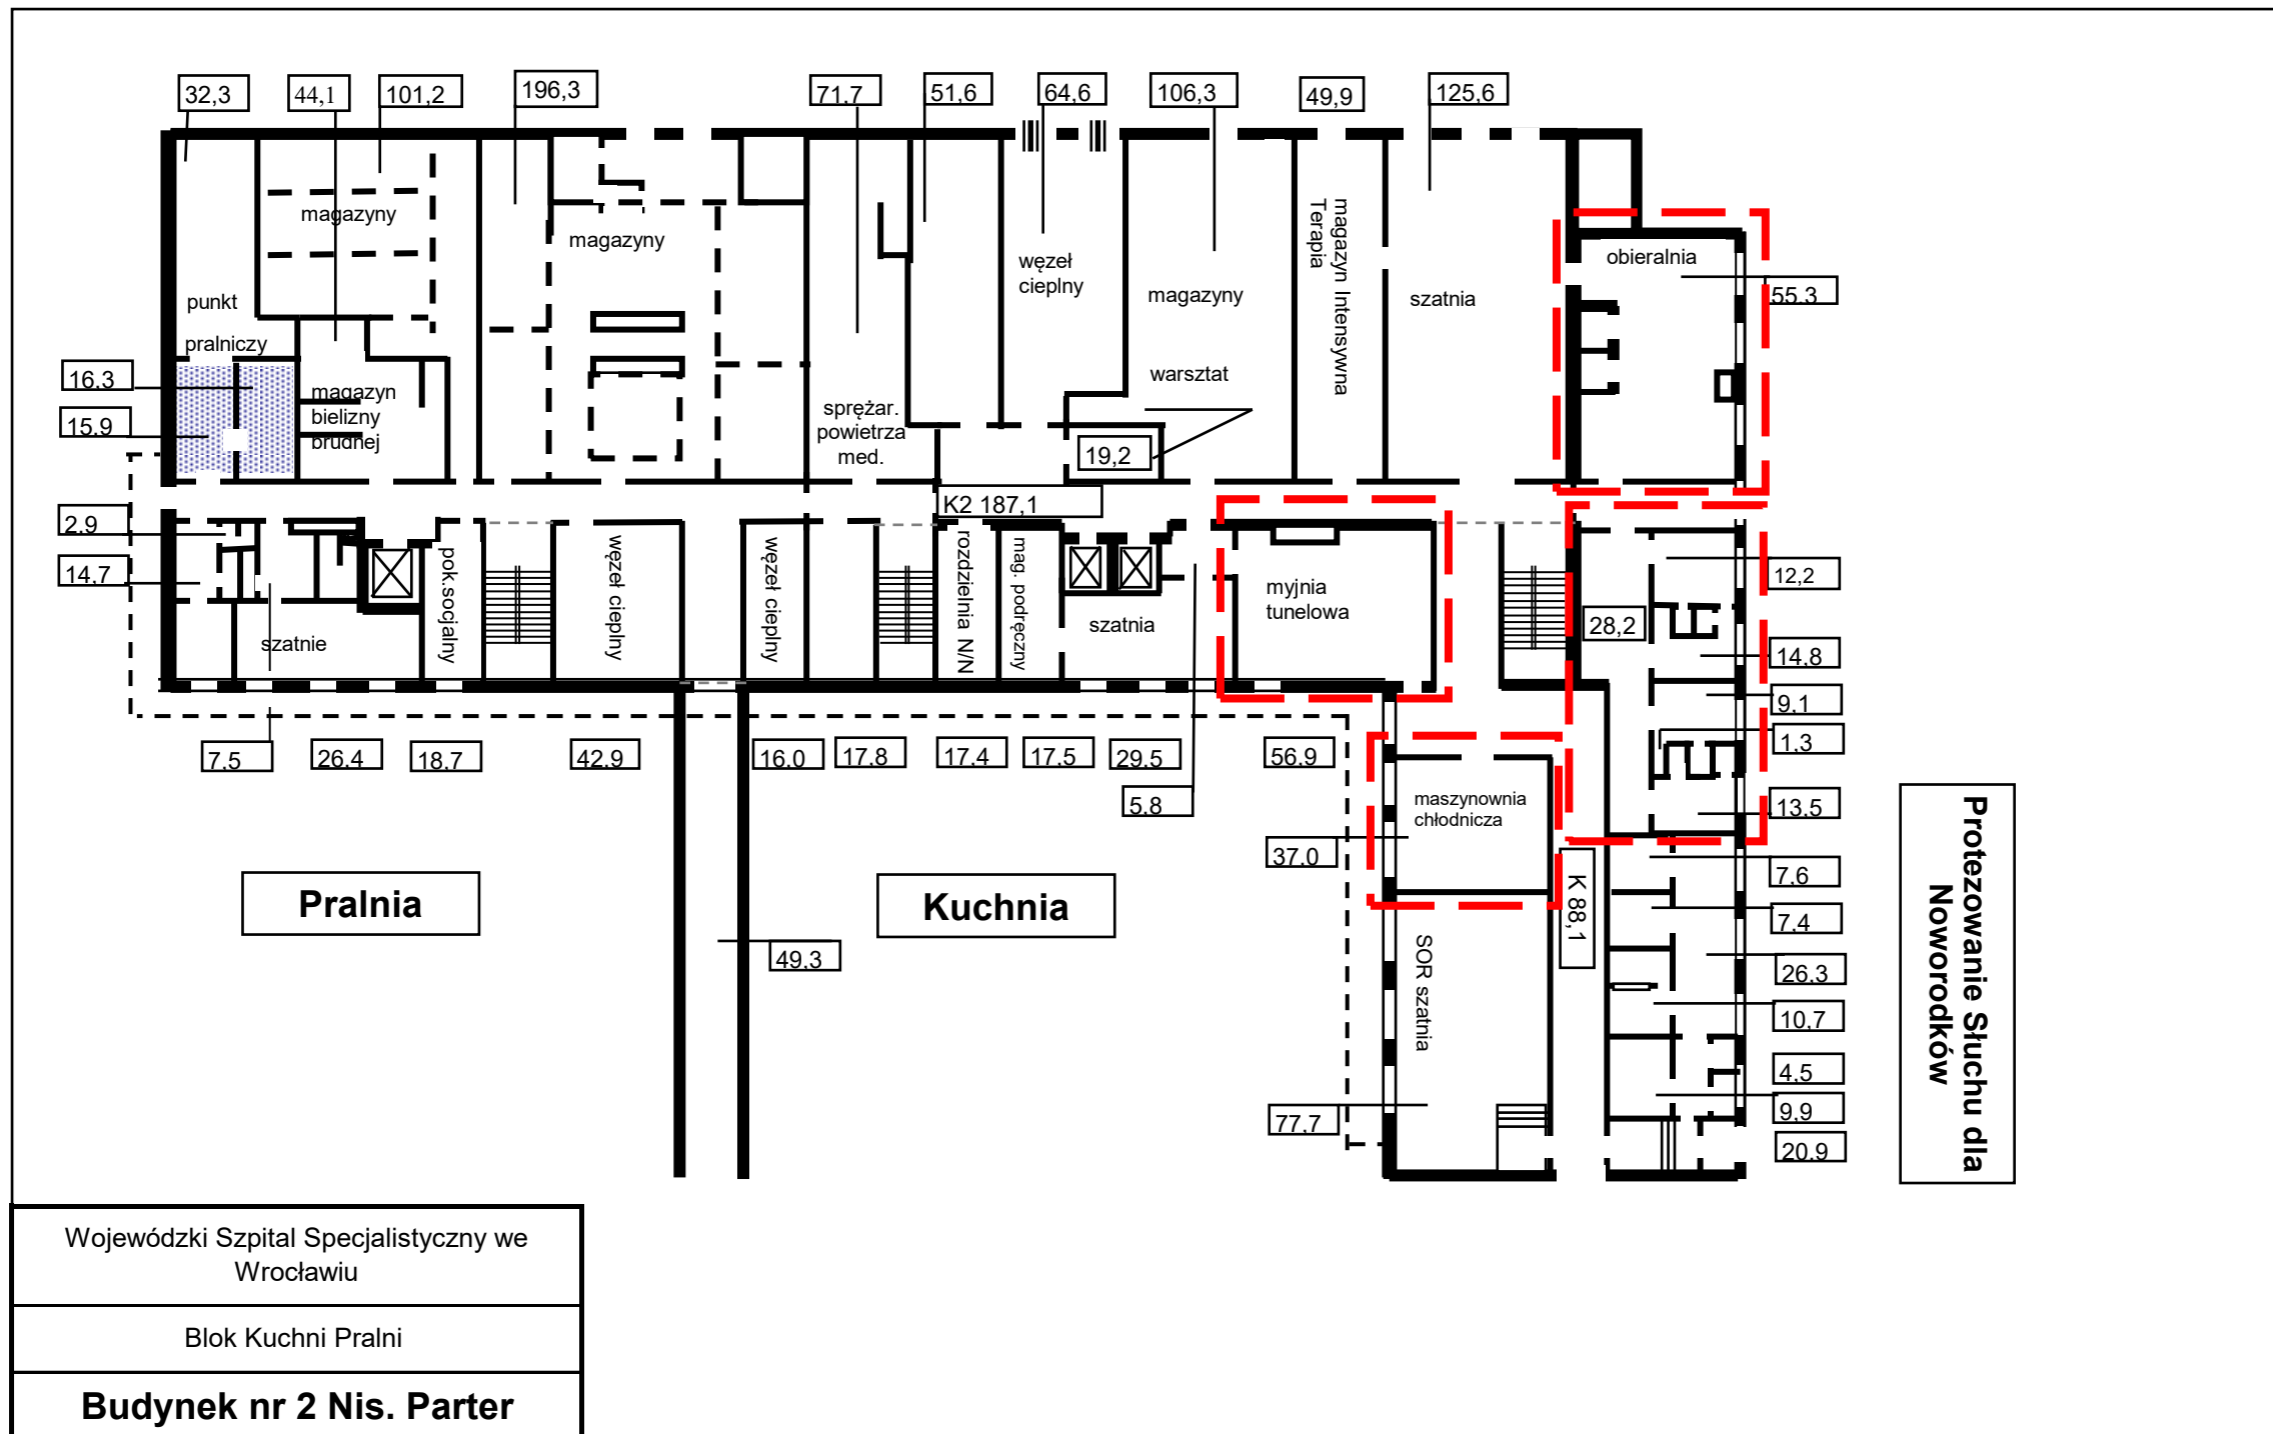 32,3
44,1
101,2
196,3
71,7
51,6
64,6
106,3
49,9
125,6
magazyny
magazyny
punkt
pralniczy
magazyn
bielizny
brudnej
sprężar.
powietrza
med.
węzeł
cieplny
magazyny
warsztat
19,2
magazyn Intensywna
Terapia
szatnia
obieralnia
55,3
16,3
15,9
K2 187,1
2,9
14,7
szatnie
pok.socjalny
węzeł cieplny
węzeł cieplny
rozdzielnia N/N
mag. podręczny
szatnia
myjnia
tunelowa
28,2
12,2
14,8
9,1
1,3
13,5
7,5
26,4
18,7
42,9
16,0
17,8
17,4
17,5
29,5
5,8
56,9
maszynownia
chłodnicza
37,0
K 88,1
7,6
7,4
26,3
10,7
4,5
9,9
20,9
SOR szatnia
77,7
Pralnia
Kuchnia
49,3
Protezowanie Słuchu dla
Noworodków
Wojewódzki Szpital Specjalistyczny we
Wrocławiu
Blok Kuchni Pralni
Budynek nr 2 Nis. Parter